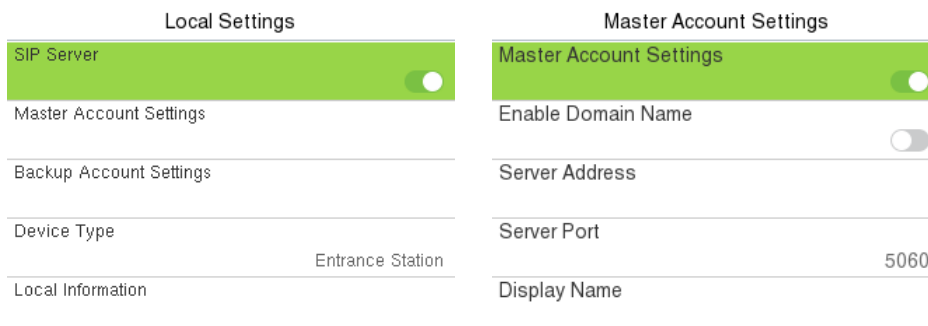 Local Settings
SIP Server
Master Account Settings
Backup Account Settings
Device Type
Entrance Station
Local Information
Master Account Settings
Master Account Settings
Enable Domain Name
Server Address
Server Port
5060
Display Name